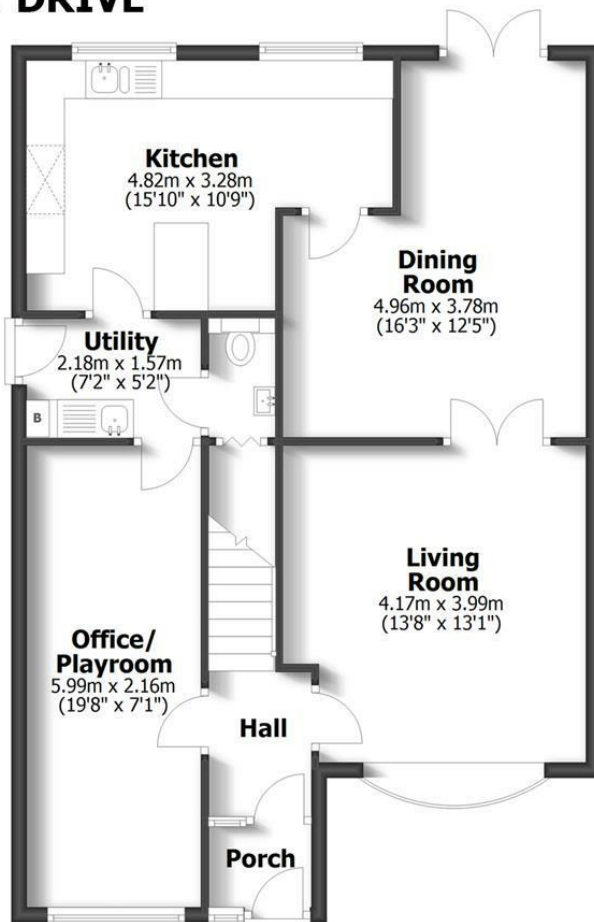 DRIVE
Kitchen
4.82m x 3.28m
(15'10" x 10'9")
Dining
Room
4.96m x 3.78m
(16'3" x 12'5")
Utility
2.18m x 1.57m
(7'2" x 5'2")
B
Living
Room
4.17m x 3.99m
(13'8" x 13'1")
Office/
Playroom
5.99m x 2.16m
(19'8" x 7'1")
Hall
Porch